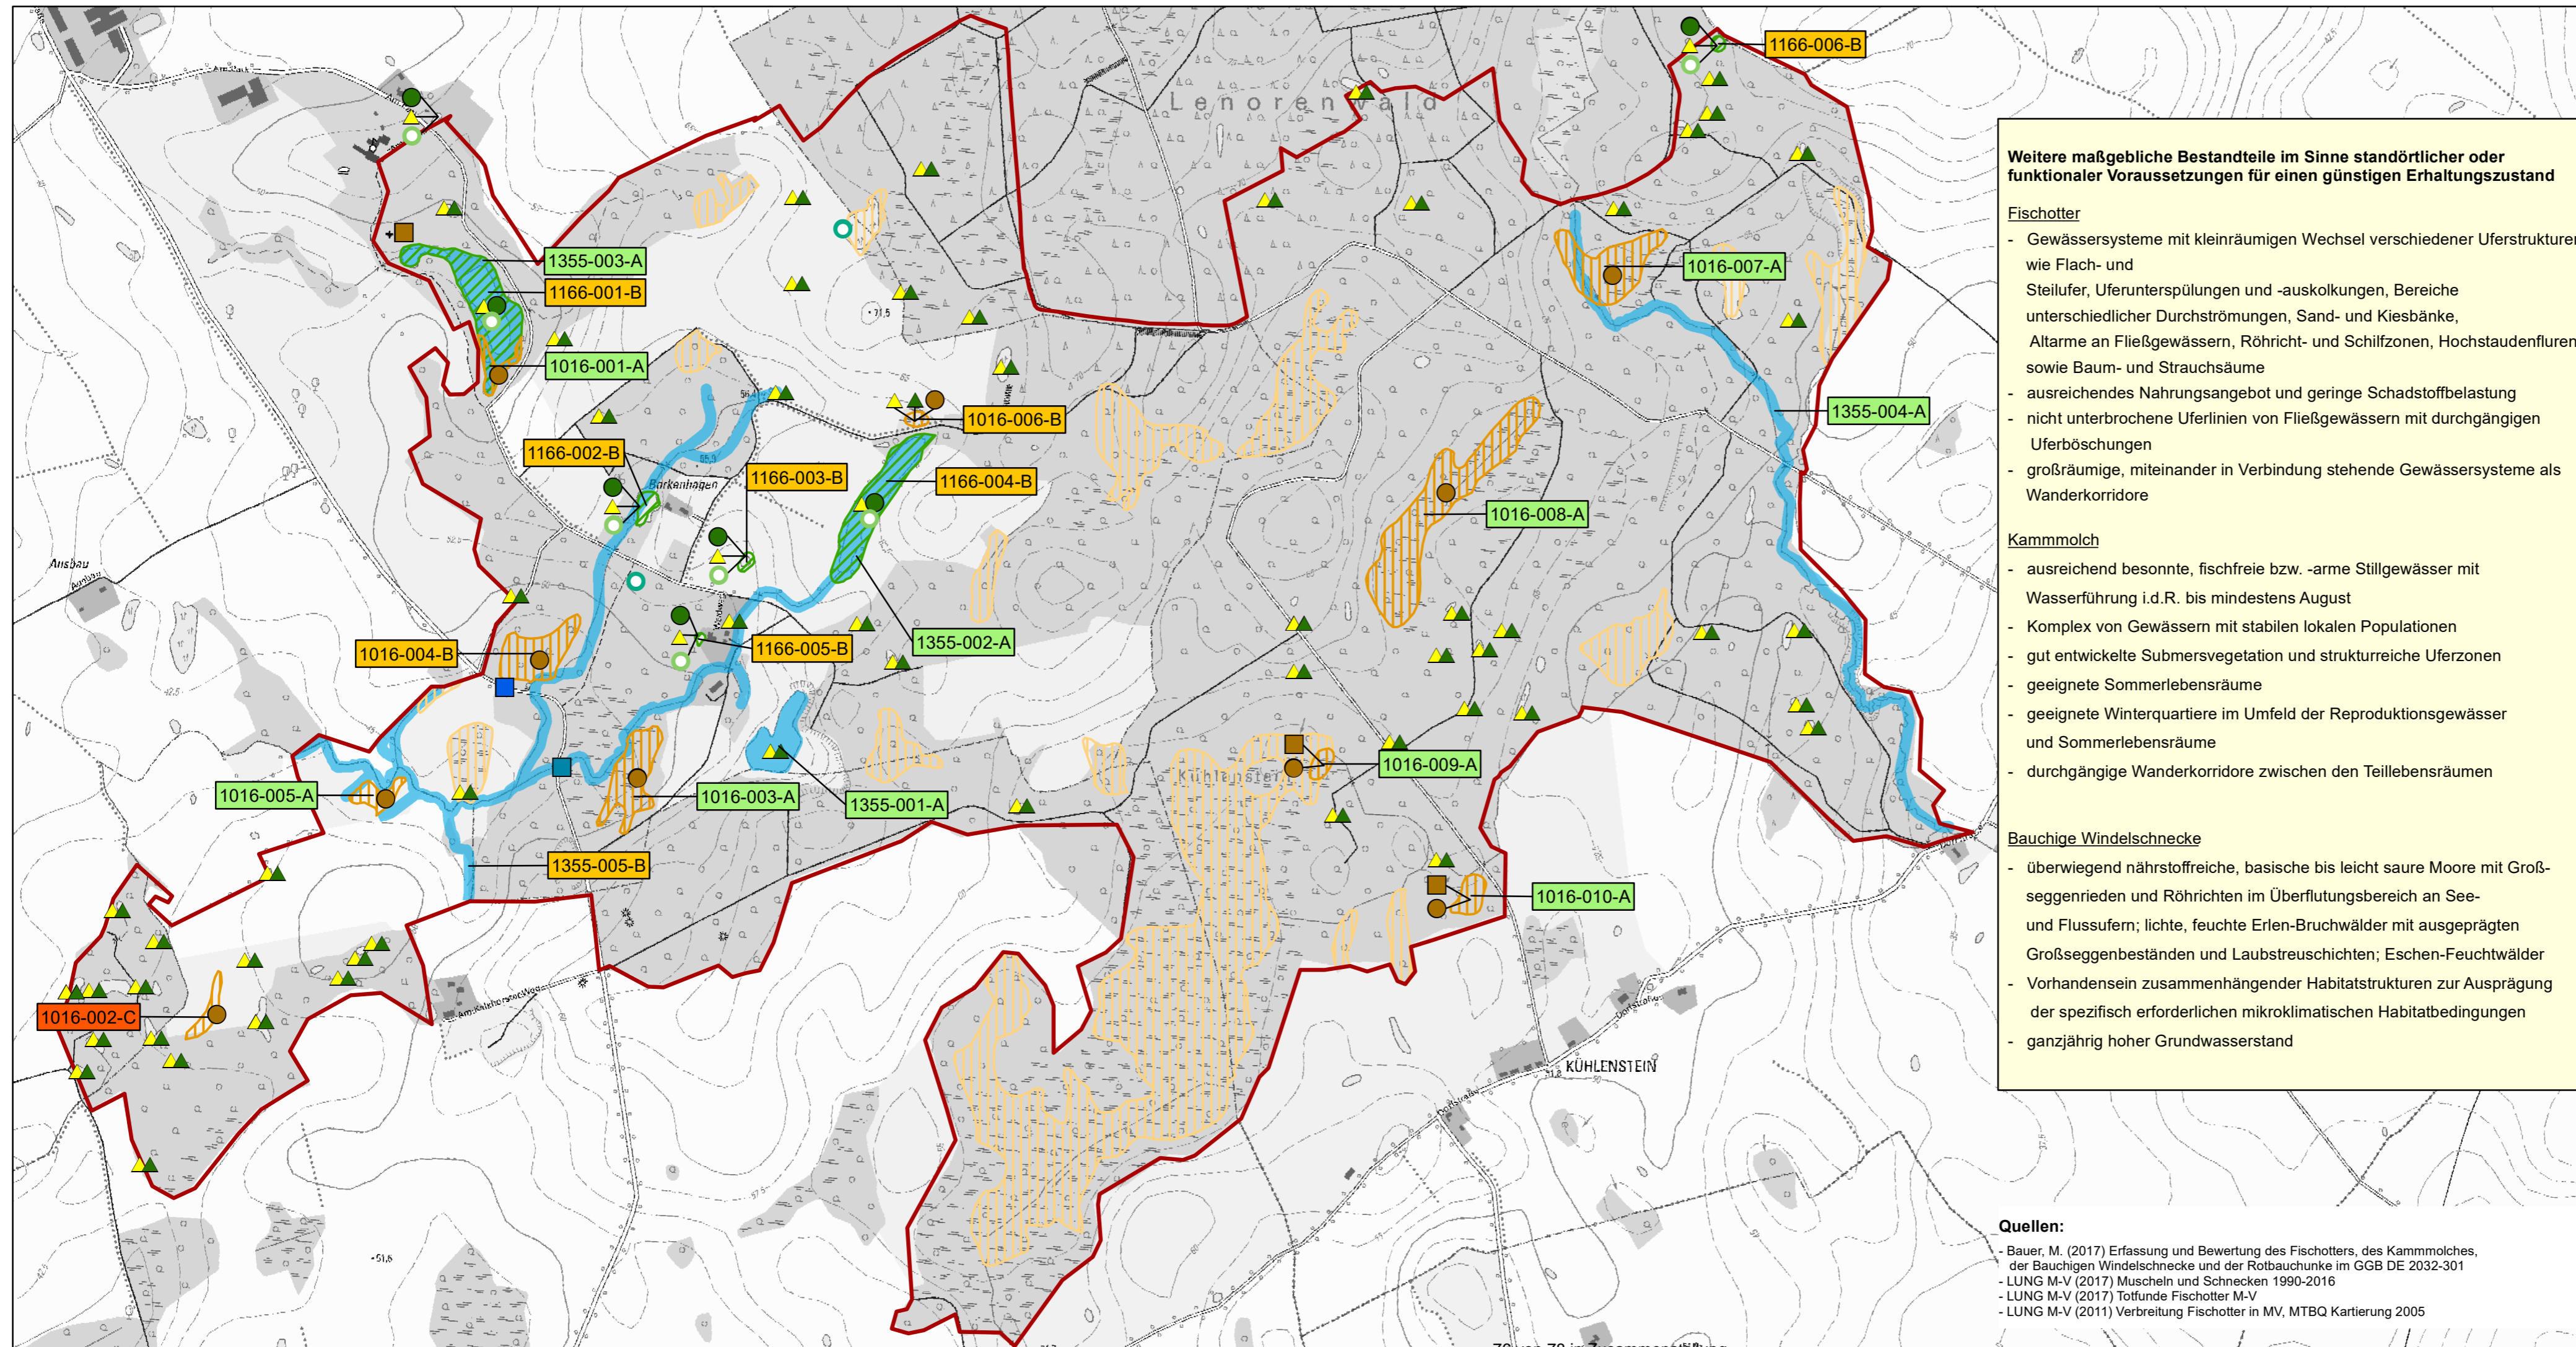 Lenorenwald
1166-006-B
1355-003-A
1166-001-B
1016-001-A
1016-007-A
1355-004-A
1016-006-B
1166-002-B
1166-003-B
1166-004-B
Barkenhagen
1016-008-A
Ausbau
1016-004-B
1166-005-B
1355-002-A
1016-009-A
1016-005-A
1016-003-A
1355-001-A
1355-005-B
1016-010-A
1016-002-C
Am Kalkhorster Weg
Dorfstraße
Dorfstraße
KÜHLENSTEIN
71,5
51,6
Weitere maßgebliche Bestandteile im Sinne standörtlicher oder
funktionaler Voraussetzungen für einen günstigen Erhaltungszustand
Fischotter
- Gewässersysteme mit kleinräumigen Wechsel verschiedener Uferstrukturen
wie Flach- und
Steilufer, Uferunterspülungen und -auskolkungen, Bereiche
unterschiedlicher Durchströmungen, Sand- und Kiesbänke,
Altarme an Fließgewässern, Röhricht- und Schilfzonen, Hochstaudenfluren
sowie Baum- und Strauchsäume
- ausreichendes Nahrungsangebot und geringe Schadstoffbelastung
- nicht unterbrochene Uferlinien von Fließgewässern mit durchgängigen
Uferböschungen
- großräumige, miteinander in Verbindung stehende Gewässersysteme als
Wanderkorridore
Kammmolch
- ausreichend besonnte, fischfreie bzw. -arme Stillgewässer mit
Wasserführung i.d.R. bis mindestens August
- Komplex von Gewässern mit stabilen lokalen Populationen
- gut entwickelte Submersvegetation und strukturreiche Uferzonen
- geeignete Sommerlebensräume
- geeignete Winterquartiere im Umfeld der Reproduktionsgewässer
und Sommerlebensräume
- durchgängige Wanderkorridore zwischen den Teillebensräumen
Bauchige Windelschnecke
- überwiegend nährstoffreiche, basische bis leicht saure Moore mit Groß-
seggenrieden und Röhrichten im Überflutungsbereich an See-
und Flussufern; lichte, feuchte Erlen-Bruchwälder mit ausgeprägten
Großseggenbeständen und Laubstreuschichten; Eschen-Feuchtwälder
- Vorhandensein zusammenhängender Habitatstrukturen zur Ausprägung
der spezifisch erforderlichen mikroklimatischen Habitatbedingungen
- ganzjährig hoher Grundwasserstand
Quellen:
- Bauer, M. (2017) Erfassung und Bewertung des Fischotters, des Kammmolches,
der Bauchigen Windelschnecke und der Rotbauchunke im GGB DE 2032-301
- LUNG M-V (2017) Muscheln und Schnecken 1990-2016
- LUNG M-V (2017) Totfunde Fischotter M-V
- LUNG M-V (2011) Verbreitung Fischotter in MV, MTBQ Kartierung 2005